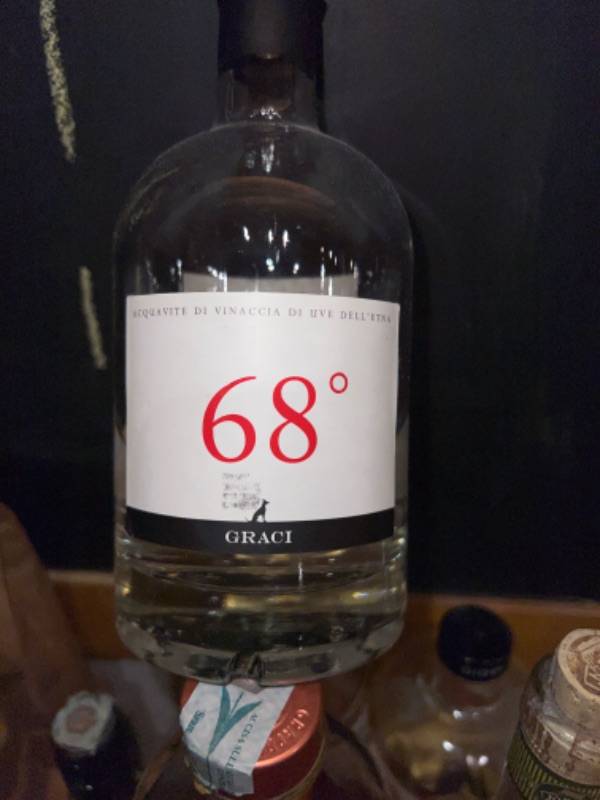 ACQUAVITE DI VINACCIA DI UVE DELL'ETNA
68°
GRACI